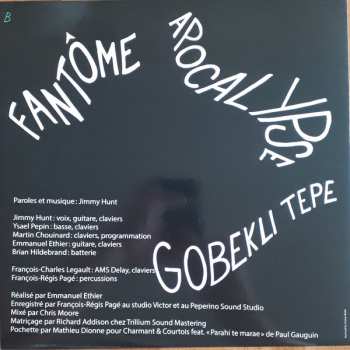 B
FANTÔME
APOCALYPSE
GOBEKLI TEPE
Paroles et musique : Jimmy Hunt
Jimmy Hunt : voix, guitare, claviers
Ysael Pepin : basse, claviers
Martin Chouinard : claviers, programmation
Emmanuel Ethier : guitare, claviers
Brian Hildebrand : batterie
François-Charles Legault : AMS Delay, claviers
François-Régis Pagé : percussions
Réalisé par Emmanuel Ethier
Enregistré par François-Régis Pagé au studio Victor et au Peperino Sound Studio
Mixé par Chris Moore
Matriçage par Richard Addison chez Trillium Sound Mastering
Pochette par Mathieu Dionne pour Charmant & Courtois feat. «Parahi te marae» de Paul Gauguin